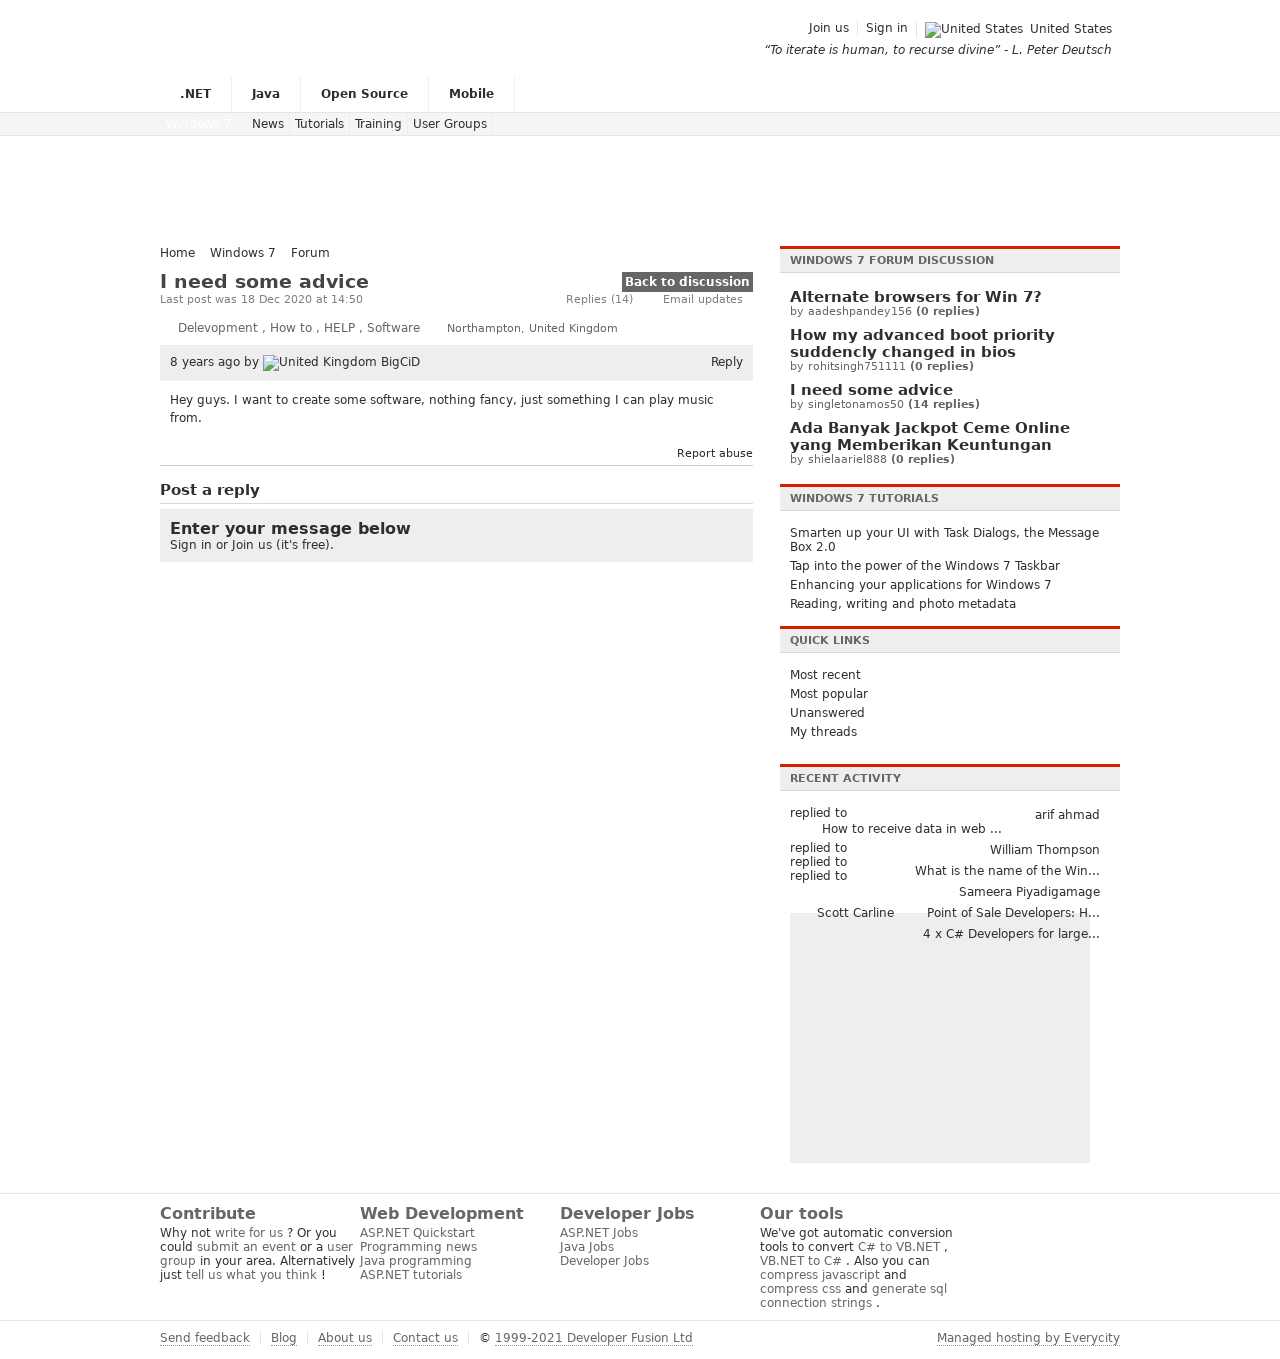 Join us
Sign in
United States United States
“To iterate is human, to recurse divine” - L. Peter Deutsch
.NET
Java
Open Source
Mobile
Windows 7
News
Tutorials
Training
User Groups
Home
Windows 7
Forum
I need some advice
Back to discussion
Last post was 18 Dec 2020 at 14:50
Replies (14)
Email updates
Delevopment , How to , HELP , Software
Northampton, United Kingdom
8 years ago by United Kingdom BigCiD
Reply
Hey guys. I want to create some software, nothing fancy, just something I can play music
from.
Report abuse
Post a reply
Enter your message below
Sign in or Join us (it's free).
WINDOWS 7 FORUM DISCUSSION
Alternate browsers for Win 7?
by aadeshpandey156 (0 replies)
How my advanced boot priority
suddencly changed in bios
by rohitsingh751111 (0 replies)
I need some advice
by singletonamos50 (14 replies)
Ada Banyak Jackpot Ceme Online
yang Memberikan Keuntungan
by shielaariel888 (0 replies)
WINDOWS 7 TUTORIALS
Smarten up your UI with Task Dialogs, the Message
Box 2.0
Tap into the power of the Windows 7 Taskbar
Enhancing your applications for Windows 7
Reading, writing and photo metadata
QUICK LINKS
Most recent
Most popular
Unanswered
My threads
RECENT ACTIVITY
replied to
arif ahmad
How to receive data in web ...
replied to
William Thompson
replied to
What is the name of the Win...
replied to
Sameera Piyadigamage
Scott Carline
Point of Sale Developers: H...
4 x C# Developers for large...
Contribute
Why not write for us ? Or you
could submit an event or a user
group in your area. Alternatively
just tell us what you think !
Web Development
ASP.NET Quickstart
Programming news
Java programming
ASP.NET tutorials
Developer Jobs
ASP.NET Jobs
Java Jobs
Developer Jobs
Our tools
We've got automatic conversion
tools to convert C# to VB.NET ,
VB.NET to C# . Also you can
compress javascript and
compress css and generate sql
connection strings .
Send feedback
Blog
About us
Contact us
© 1999-2021 Developer Fusion Ltd
Managed hosting by Everycity